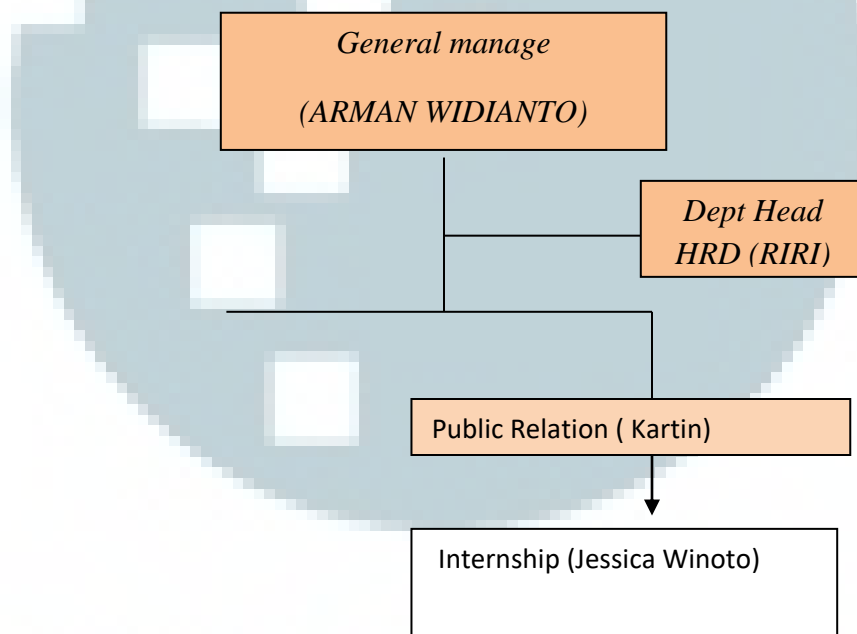 General manage
(ARMAN WIDIANTO)
Dept Head
HRD (RIRI)
Public Relation ( Kartin)
Internship (Jessica Winoto)